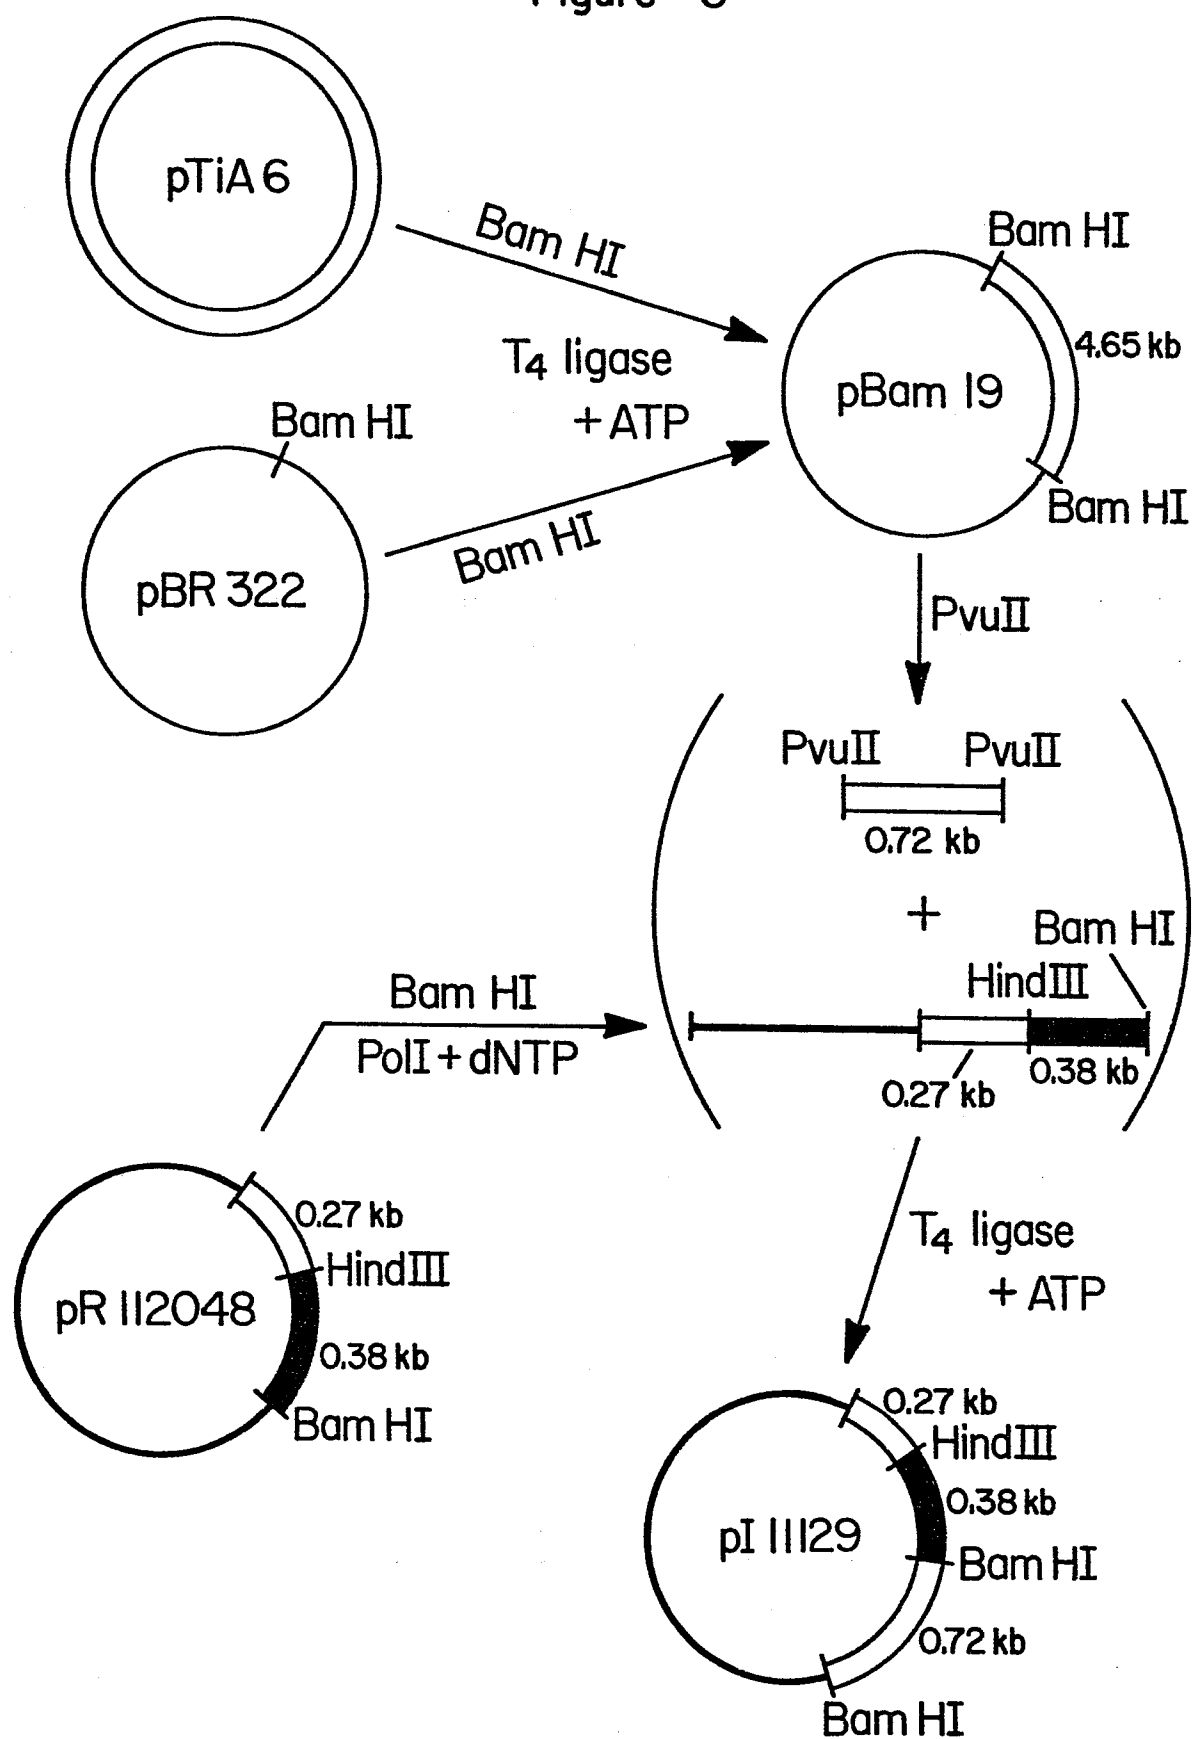 pTiA6
Bam HI
Bam HI
4.65 kb
T4 ligase
+ ATP
pBam 19
Bam HI
Bam HI
Bam HI
pBR 322
PvuII
PvuII PvuII
0.72 kb
+
Bam HI
HindIII
Bam HI
PolI + dNTP
0.27 kb
0.38 kb
0.27 kb
HindIII
pR 112048
0.38 kb
Bam HI
T4 ligase
+ ATP
0.27 kb
HindIII
0.38 kb
pI 11129
Bam HI
0.72 kb
Bam HI